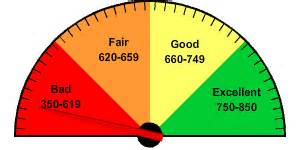 Bad
350-619
Fair
620-659
Good
660-749
Excellent
750-850